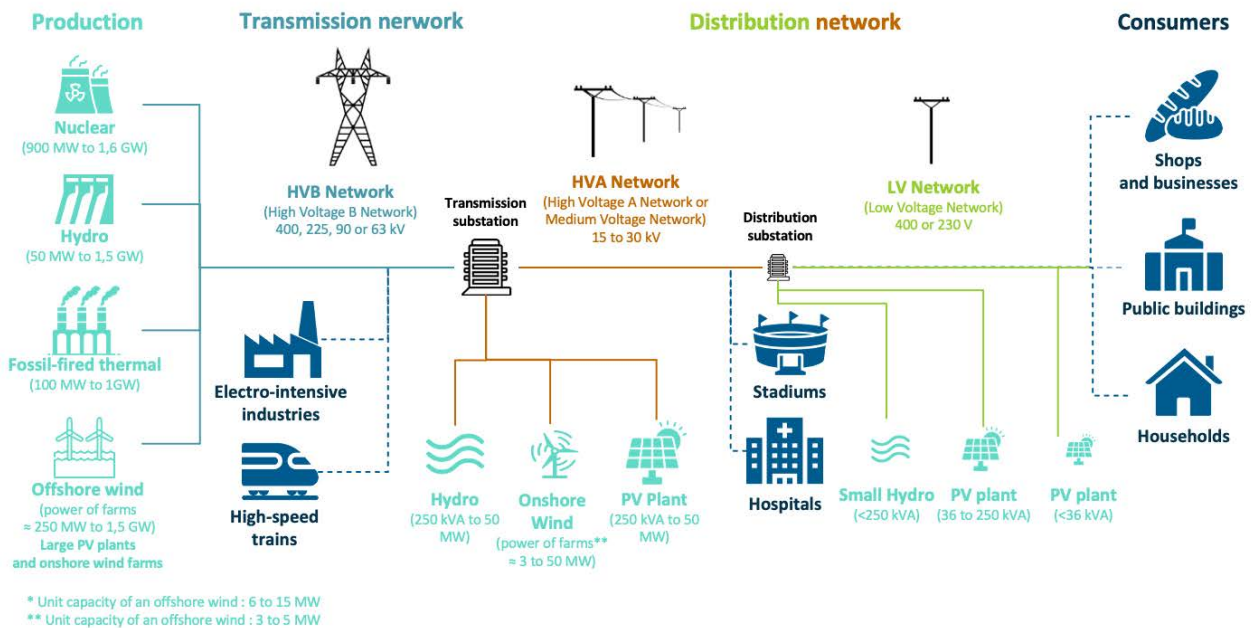 Production
Transmission nerwork
Distribution network
Consumers
Nuclear
(900 MW to 1,6 GW)
Hydro
(50 MW to 1,5 GW)
Fossil-fired thermal
(100 MW to 1GW)
Offshore wind
(power of farms
≈ 250 MW to 1,5 GW)
Large PV plants
and onshore wind farms
HVB Network
(High Voltage B Network)
400, 225, 90 or 63 kV
Electro-intensive
industries
High-speed
trains
Transmission
substation
HVA Network
(High Voltage A Network or
Medium Voltage Network)
15 to 30 kV
Hydro
(250 kVA to 50
MW)
Onshore
Wind
(power of farms**
≈ 3 to 50 MW)
PV Plant
(250 kVA to 50
MW)
Stadiums
Hospitals
Distribution
substation
LV Network
(Low Voltage Network)
400 or 230 V
Small Hydro
(<250 kVA)
PV plant
(36 to 250 kVA)
PV plant
(<36 kVA)
Shops
and businesses
Public buildings
Households
* Unit capacity of an offshore wind : 6 to 15 MW
** Unit capacity of an offshore wind : 3 to 5 MW